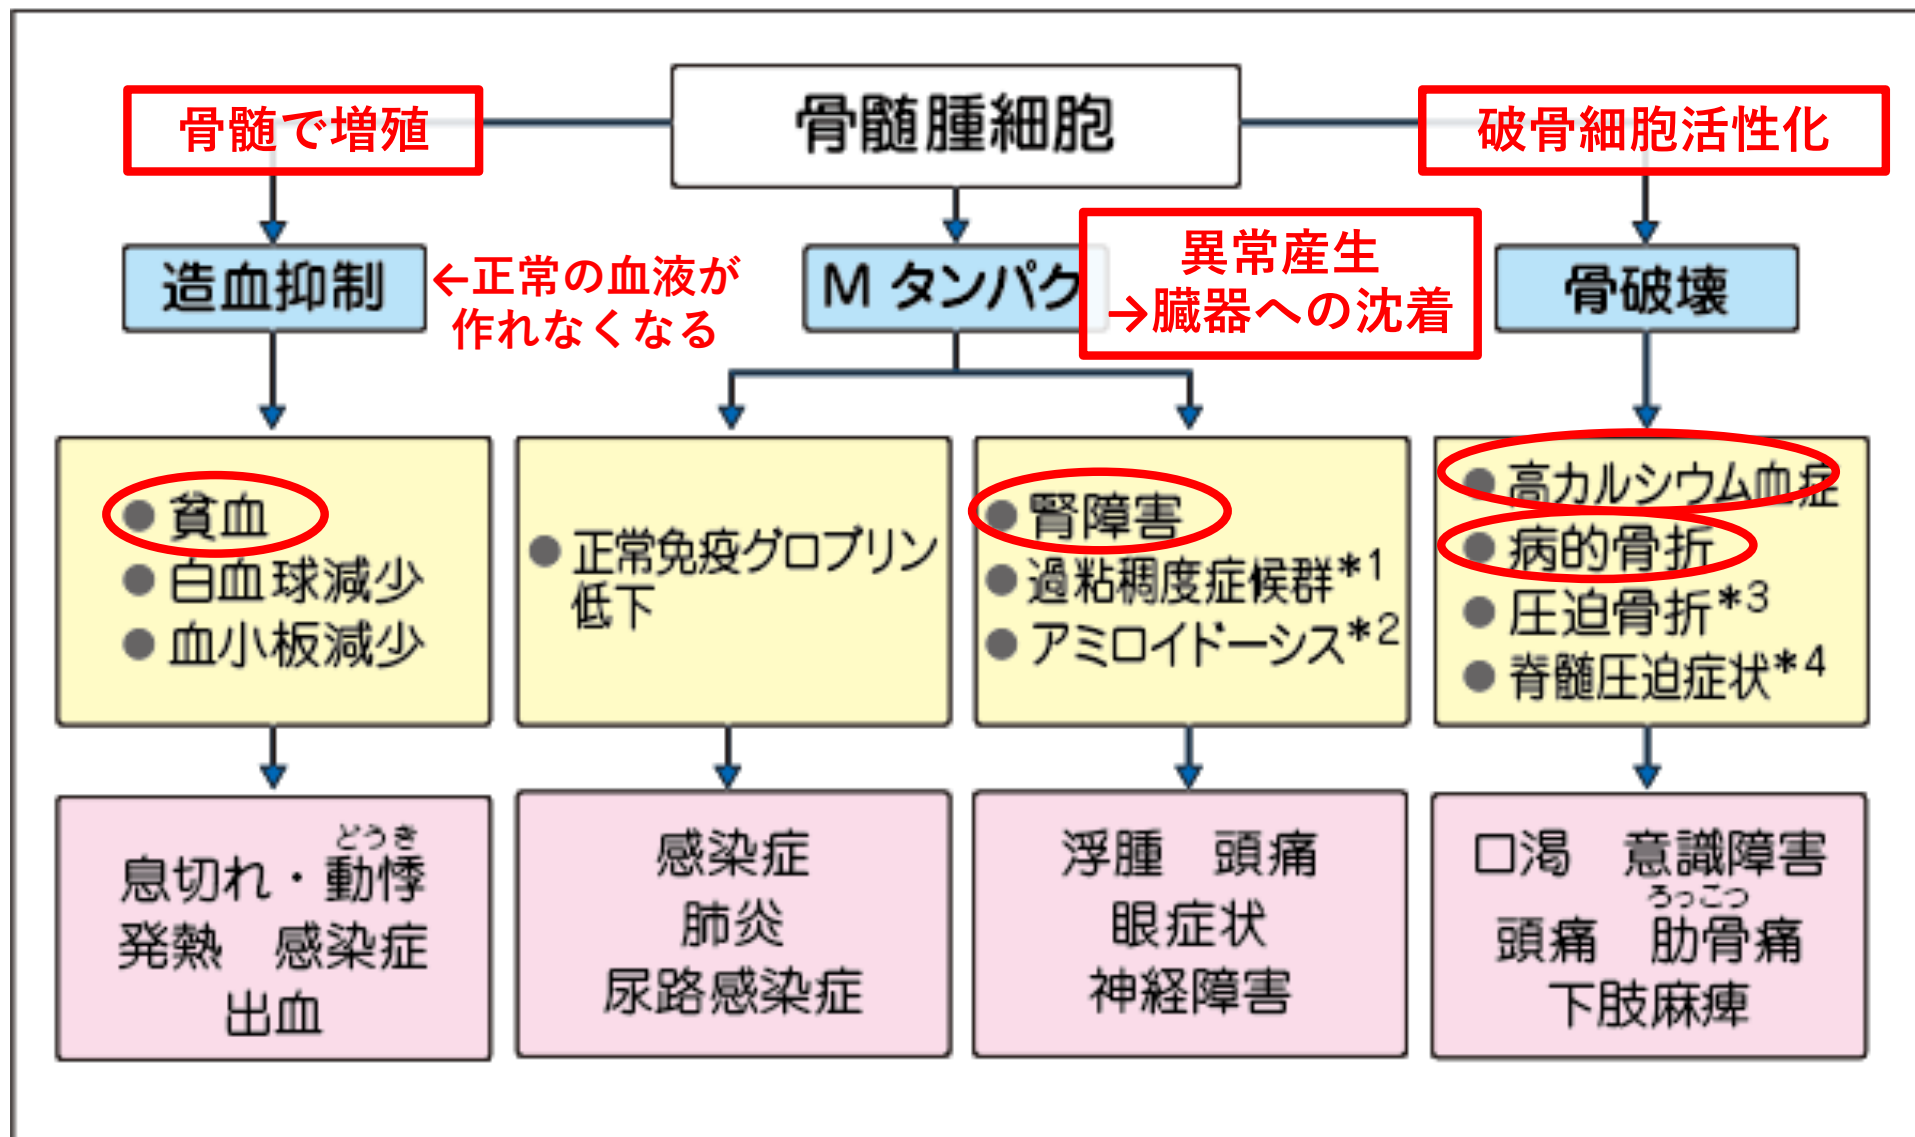 骨髄腫細胞
骨髄で増殖
破骨細胞活性化
造血抑制
←正常の血液が
作れなくなる
M タンパク
異常産生
→臓器への沈着
骨破壊
● 貧血
● 白血球減少
● 血小板減少
● 正常免疫グロブリン
低下
● 腎障害
● 過粘稠度症候群*1
● アミロイドーシス*2
● 高カルシウム血症
● 病的骨折
● 圧迫骨折*3
● 脊髄圧迫症状*4
どうき
息切れ・動悸
発熱 感染症
出血
感染症
肺炎
尿路感染症
浮腫 頭痛
眼症状
神経障害
口渇 意識障害
ろっこつ
頭痛 肋骨痛
下肢麻痺